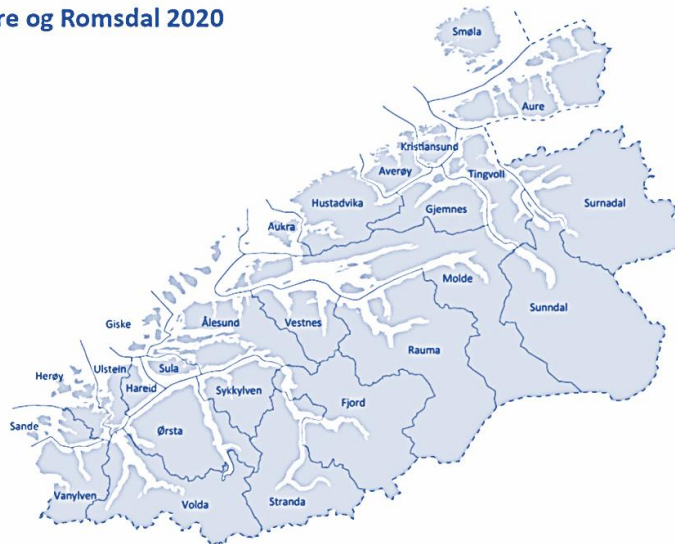 re og Romsdal 2020
Smøla
Aure
Kristiansund
Averøy
Tingvoll
Hustadvika
Gjemnes
Surnadal
Aukra
Molde
Sunndal
Giske
Ålesund
Vestnes
Rauma
Ulstein
Sula
Herøy
Hareid
Sykkylven
Fjord
Sande
Ørsta
Vanylven
Volda
Stranda